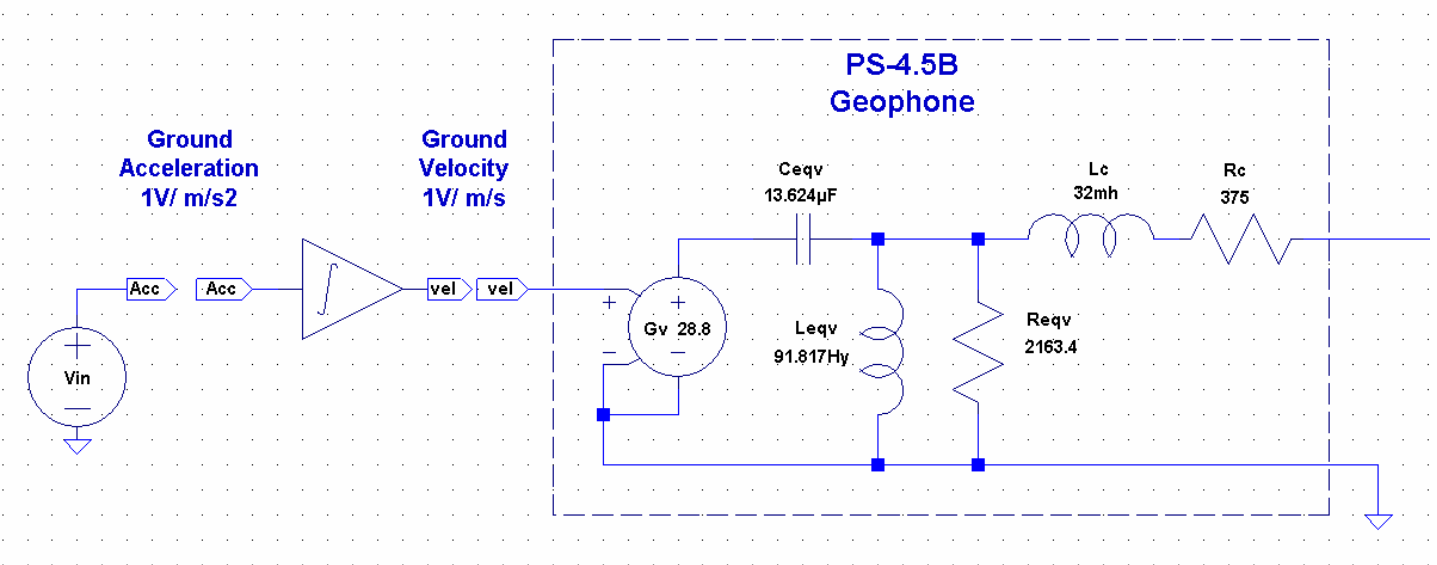 PS-4.5B
Geophone
Ground
Acceleration
1V/ m/s2
Ground
Velocity
1V/ m/s
Ceqv
13.624µF
Lc
32mh
Rc
375
Acc
Acc
vel
vel
+
-
+
Gv 28.8
-
Leqv
91.817Hy
Reqv
2163.4
+
Vin
-